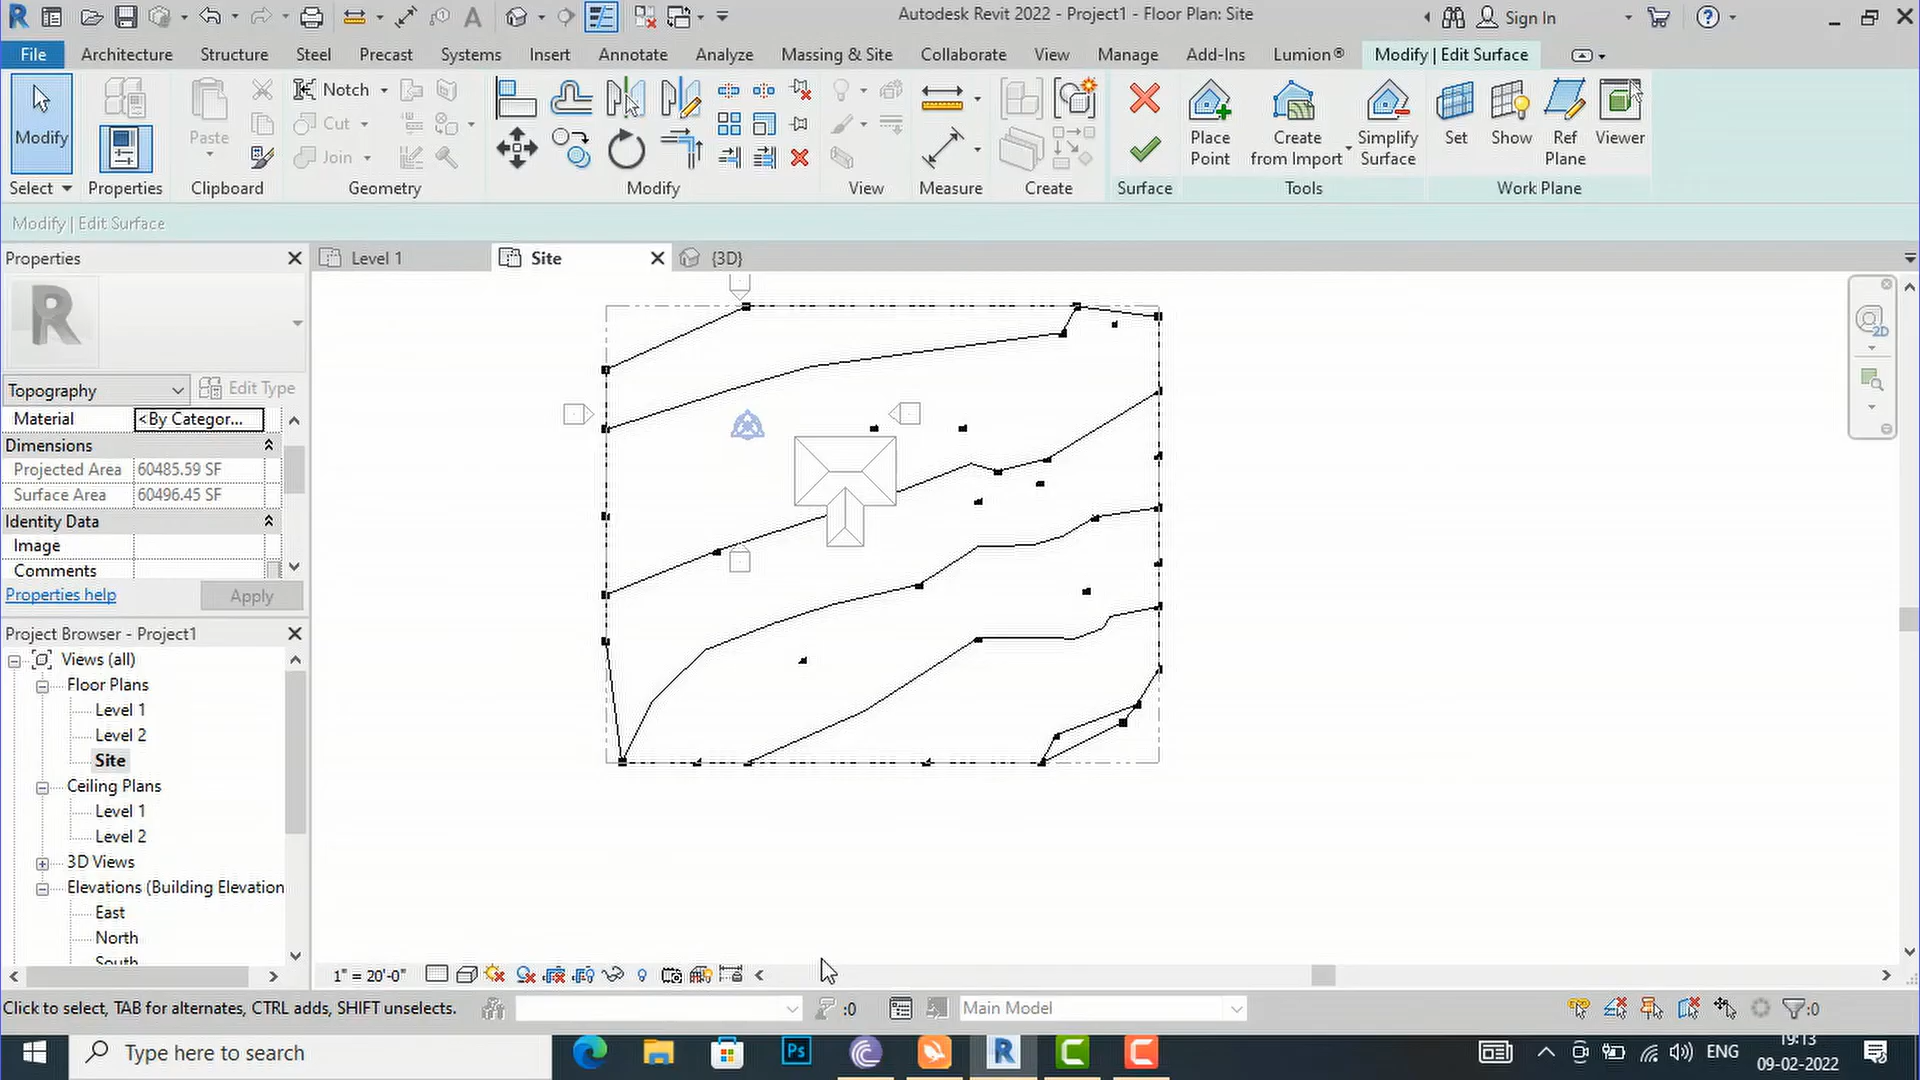 Autodesk Revit 2022 - Project1 - Floor Plan: Site
Sign In
File Architecture Structure Steel Precast Systems Insert Annotate Analyze Massing & Site Collaborate View Manage Add-Ins Lumion® Modify | Edit Surface
Modify
Paste
Notch
Cut
Join
Place Point
Create from Import
Simplify Surface
Set
Show
Ref Plane
Viewer
Select Properties Clipboard Geometry Modify View Measure Create Surface Tools Work Plane
Modify | Edit Surface
Properties
Level 1
Site
{3D}
R
2D
Topography
Edit Type
Material <By Categor...
Dimensions
Projected Area 60485.59 SF
Surface Area 60496.45 SF
Identity Data
Image
Comments
Properties help
Apply
Project Browser - Project1
Views (all)
Floor Plans
Level 1
Level 2
Site
Ceiling Plans
Level 1
Level 2
3D Views
Elevations (Building Elevation
East
North
South
1" = 20'-0"
Click to select, TAB for alternates, CTRL adds, SHIFT unselects.
:0
Main Model
:0
Type here to search
Ps
R
C
C
ENG
19:13
09-02-2022